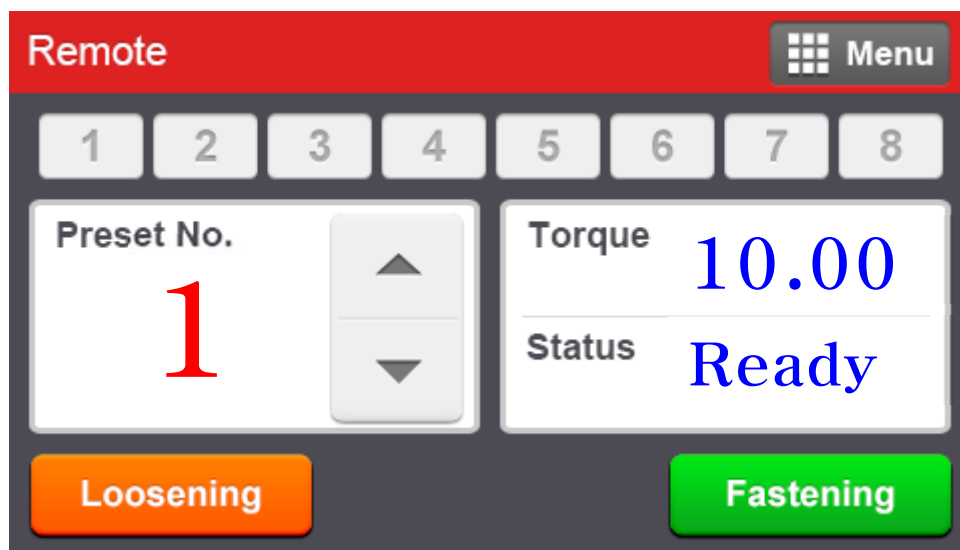 Remote Menu
1 2 3 4 5 6 7 8
Preset No.
1
Torque 10.00
Status Ready
Loosening Fastening